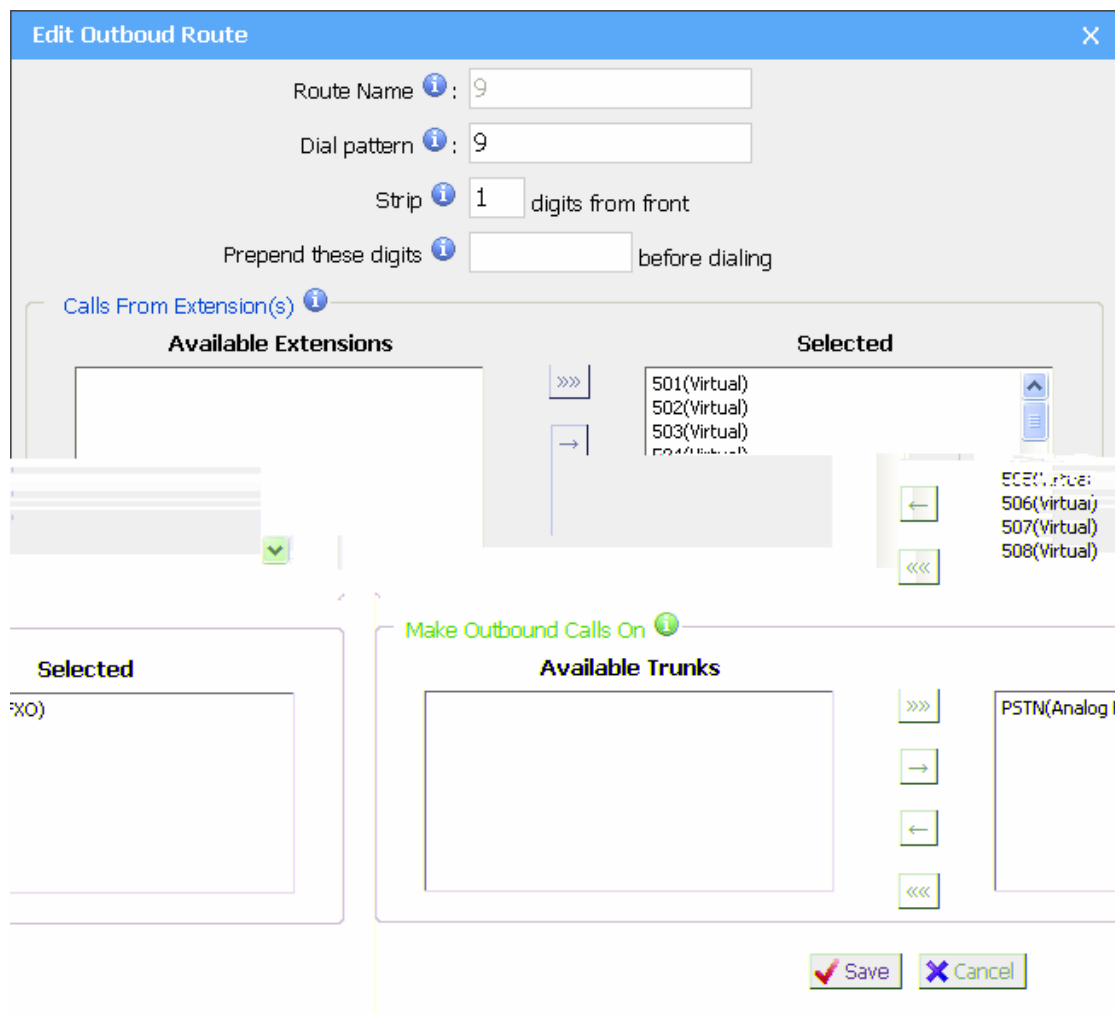 Edit Outboud Route
Route Name :
9
Dial pattern :
9
Strip 1 digits from front
Prepend these digits before dialing
Calls From Extension(s)
Available Extensions
Selected
501(Virtual)
502(Virtual)
503(Virtual)
506(Virtual)
507(Virtual)
508(Virtual)
Make Outbound Calls On
Selected
Available Trunks
XO)
PSTN(Analog
Save
Cancel